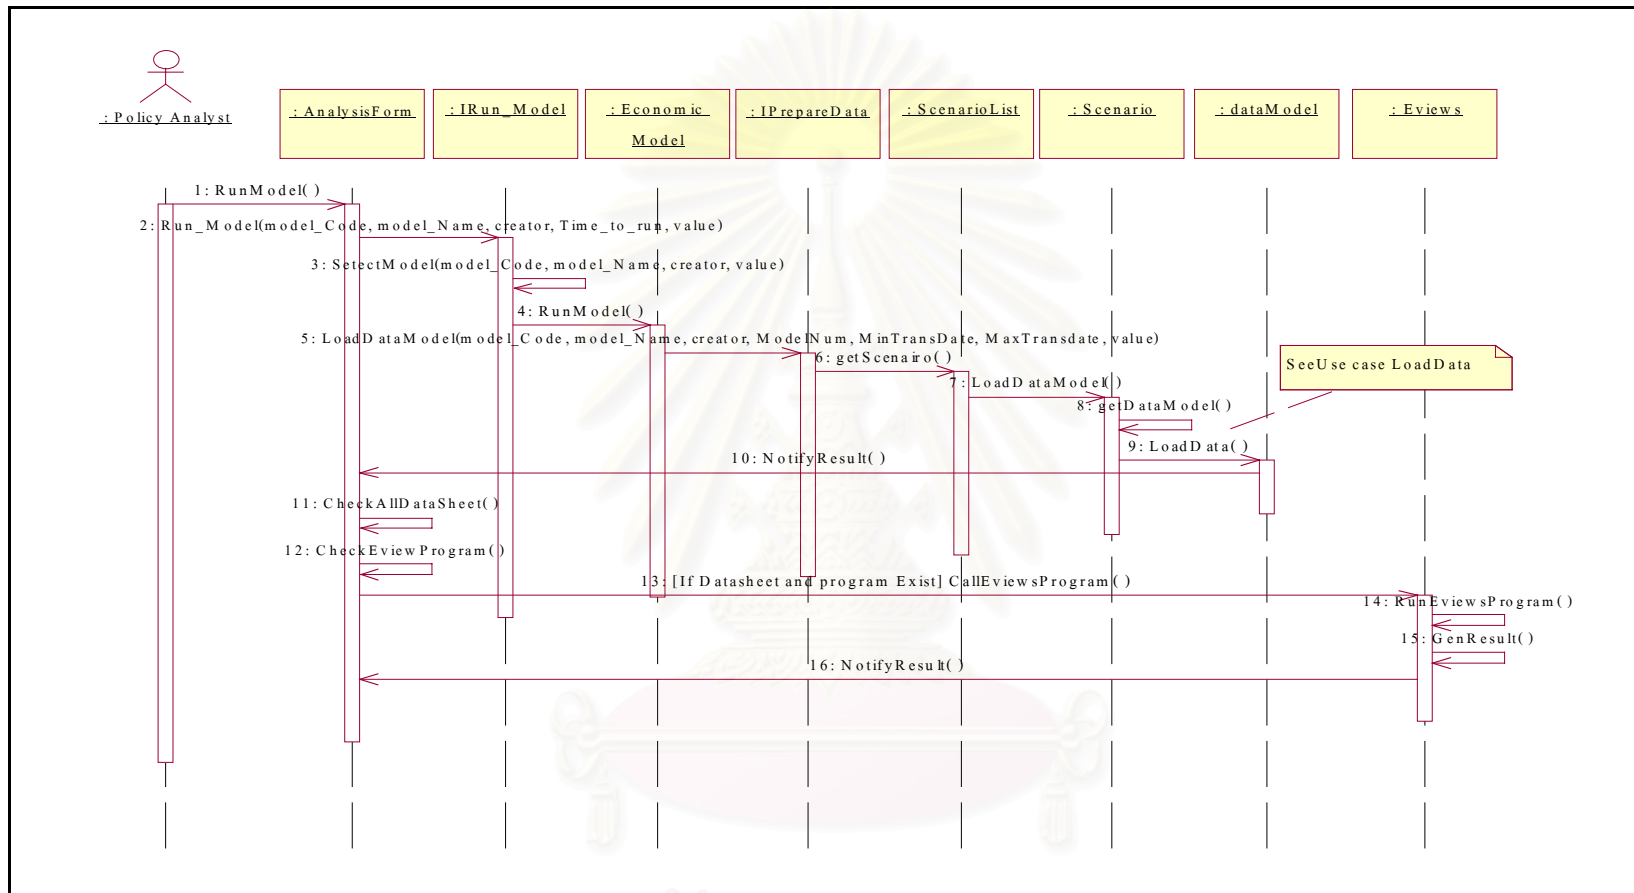 : Policy Analyst
: AnalysisForm
: IRun_Model
: Economic
Model
: IPrepareData
: ScenarioList
: Scenario
: dataModel
: Eviews
1: RunModel( )
2: Run_Model(model_Code, model_Name, creator, Time_to_run, value)
3: SetectModel(model_Code, model_Name, creator, value)
4: RunModel( )
5: LoadDataModel(model_Code, model_Name, creator, ModelNum, MinTransDate, MaxTransdate, value)
6: getScenairo( )
7: LoadDataModel( )
SeeUse case LoadData
8: getDataModel( )
9: LoadData( )
10: NotifyResult( )
11: CheckAllDataSheet( )
12: CheckEviewProgram( )
13: [If Datasheet and program Exist] CallEviewsProgram( )
14: RunEviewsProgram( )
15: GenResult( )
16: NotifyResult( )